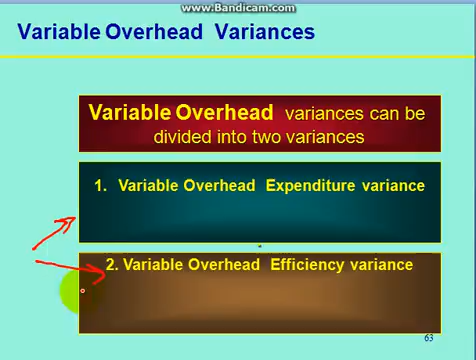 www.Bandicam.com
Variable Overhead Variances
Variable Overhead variances can be
divided into two variances
1. Variable Overhead Expenditure variance
2. Variable Overhead Efficiency variance
63